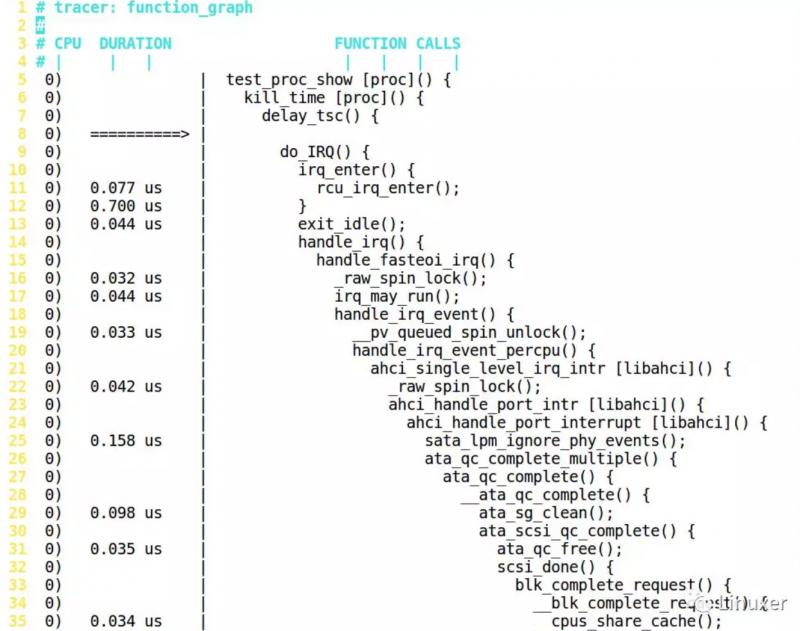 1 # tracer: function_graph
2 #
3 # CPU  DURATION                  FUNCTION CALLS
4 # |     |   |                     |   |   |   |
5 0)               |  test_proc_show [proc]() {
6 0)               |    kill_time [proc]() {
7 0)               |      delay_tsc() {
8 0)   ==========> |
9 0)               |        do_IRQ() {
10 0)               |          irq_enter() {
11 0)   0.077 us    |            rcu_irq_enter();
12 0)   0.700 us    |          }
13 0)   0.044 us    |          exit_idle();
14 0)               |          handle_irq() {
15 0)               |            handle_fasteoi_irq() {
16 0)   0.032 us    |              _raw_spin_lock();
17 0)   0.044 us    |              irq_may_run();
18 0)               |              handle_irq_event() {
19 0)   0.033 us    |                __pv_queued_spin_unlock();
20 0)               |                handle_irq_event_percpu() {
21 0)               |                  ahci_single_level_irq_intr [libahci]() {
22 0)   0.042 us    |                    _raw_spin_lock();
23 0)               |                    ahci_handle_port_intr [libahci]() {
24 0)               |                      ahci_handle_port_interrupt [libahci]() {
25 0)   0.158 us    |                        sata_lpm_ignore_phy_events();
26 0)               |                        ata_qc_complete_multiple() {
27 0)               |                          ata_qc_complete() {
28 0)               |                            __ata_qc_complete() {
29 0)   0.098 us    |                              ata_sg_clean();
30 0)               |                              ata_scsi_qc_complete() {
31 0)   0.035 us    |                                ata_qc_free();
32 0)               |                                scsi_done() {
33 0)               |                                  blk_complete_request() {
34 0)               |                                    __blk_complete_request() {
35 0)   0.034 us    |                                      cpus_share_cache();
Linuxer